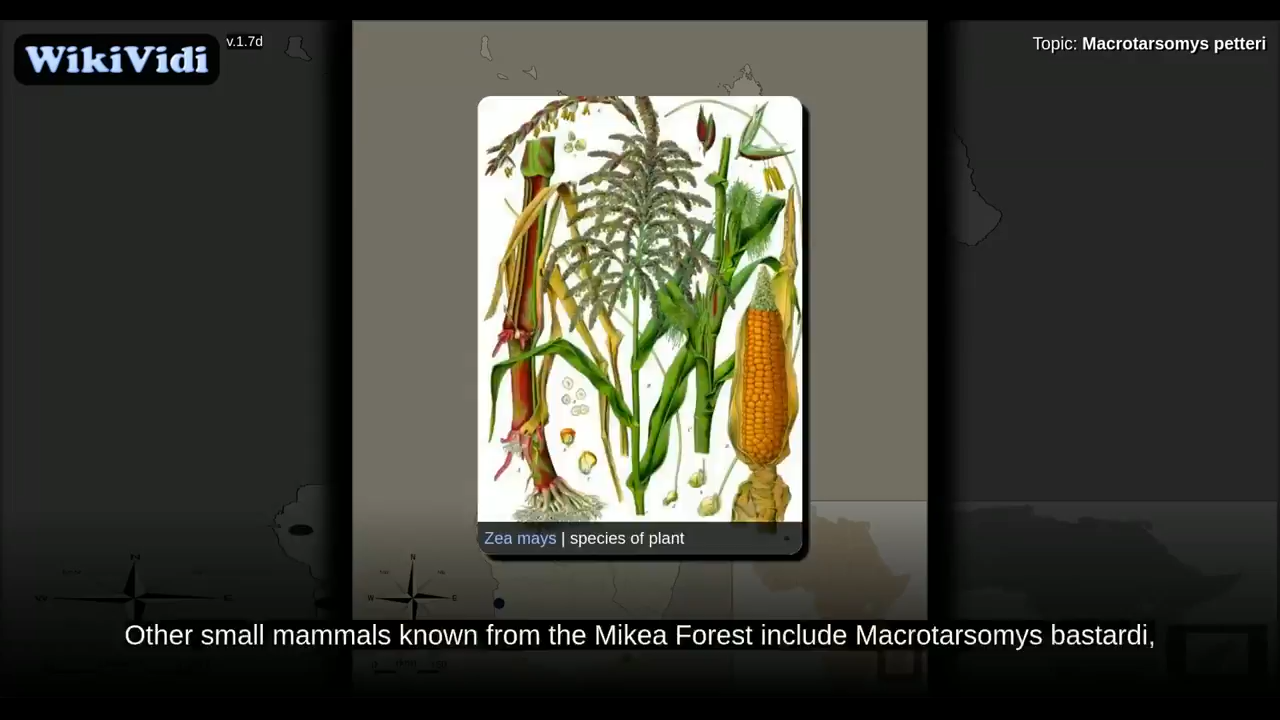 WikiVidi
v.1.7d
Topic: Macrotarsomys petteri
Zea mays | species of plant
N
W
E
N
W
E
Other small mammals known from the Mikea Forest include Macrotarsomys bastardi,